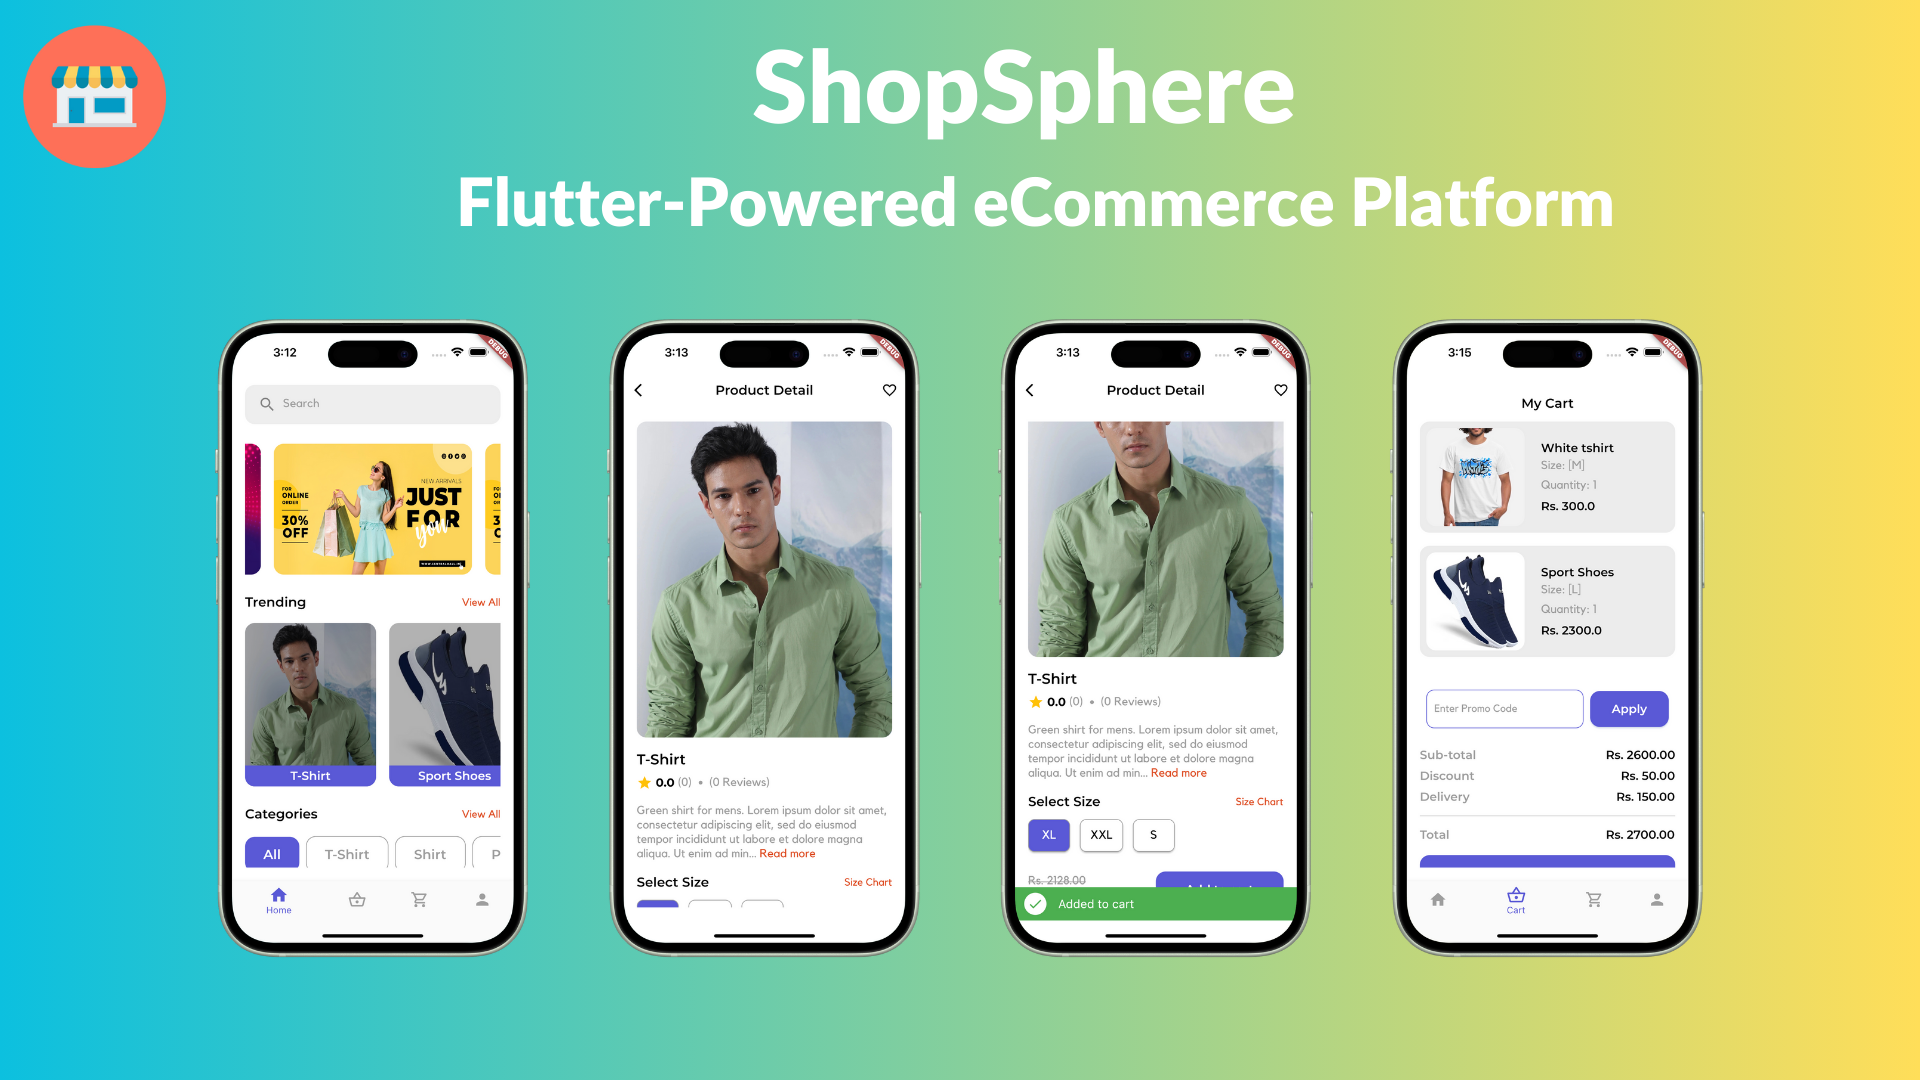 ShopSphere
Flutter-Powered eCommerce Platform
3:12
DEBUG
Search
FOR
ONLINE
ORDER
30%
OFF
NEW ARRIVALS
JUST
FOR
you
FO
Trending
View All
T-Shirt
Sport Shoes
Categories
View All
All
T-Shirt
Shirt
P
Home
3:13
DEBUG
Product Detail
T-Shirt
0.0 (0) • (0 Reviews)
Green shirt for mens. Lorem ipsum dolor sit amet,
consectetur adipiscing elit, sed do eiusmod
tempor incididunt ut labore et dolore magna
aliqua. Ut enim ad min... Read more
Select Size
Size Chart
3:13
DEBUG
Product Detail
T-Shirt
0.0 (0) • (0 Reviews)
Green shirt for mens. Lorem ipsum dolor sit amet,
consectetur adipiscing elit, sed do eiusmod
tempor incididunt ut labore et dolore magna
aliqua. Ut enim ad min... Read more
Select Size
Size Chart
XL
XXL
S
Rs. 2128.00
Added to cart
3:15
DEBUG
My Cart
White tshirt
Size: [M]
Quantity: 1
Rs. 300.0
Sport Shoes
Size: [L]
Quantity: 1
Rs. 2300.0
Enter Promo Code
Apply
Sub-total
Rs. 2600.00
Discount
Rs. 50.00
Delivery
Rs. 150.00
Total
Rs. 2700.00
Cart